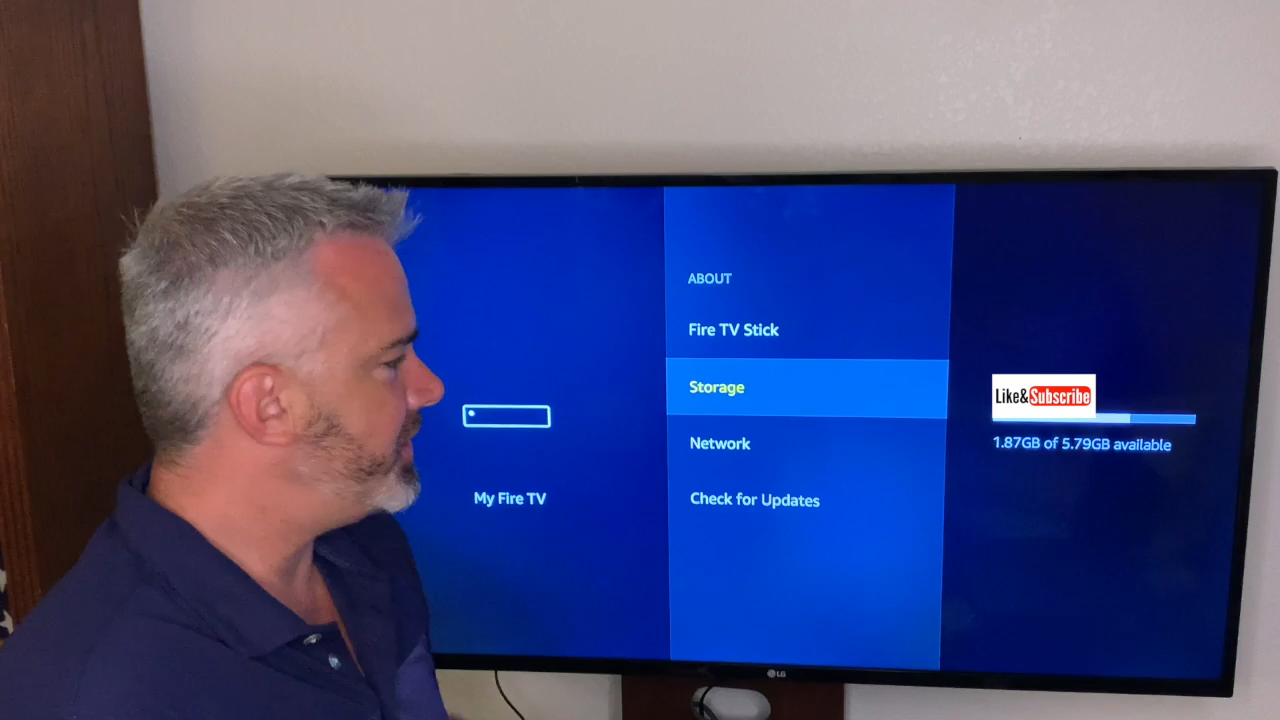 ABOUT
Fire TV Stick
Storage
Network
Check for Updates
My Fire TV
Like&Subscribe
1.87GB of 5.79GB available
LG